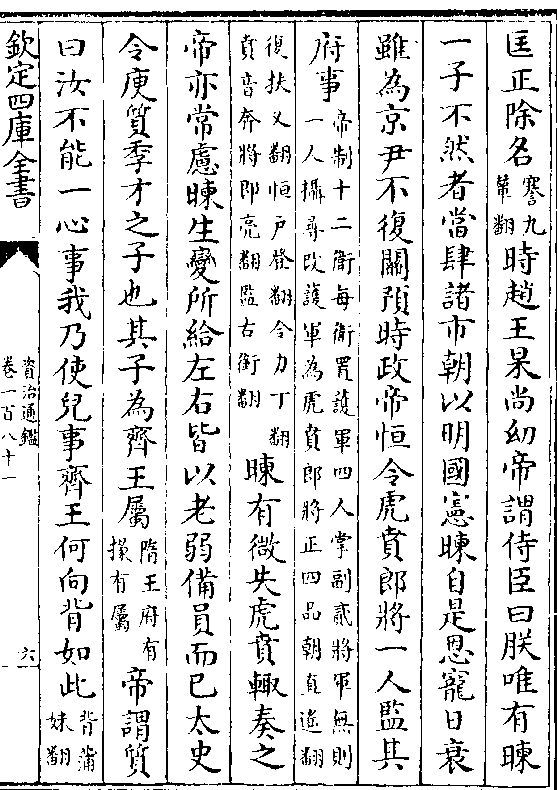 匡正除名謇九輦翻時趙王杲尚幼帝謂侍臣曰朕唯有暕
一子不然者當肆諸市朝以明國憲暕自是恩寵日衰
雖為京尹不復關預時政帝恒令虎賁郎將一人監其
府事帝制十二衛每衛置護軍四人掌副貳將軍無則一人攝尋改護軍為虎賁郎將正四品朝直遙翻
復扶又翻恒戶登翻令力丁翻賁音奔將即亮翻監古銜翻暕有微失虎賁輙奏之
帝亦常慮暕生變所給左右皆以老弱備員而已太史
令庾質季才之子也其子為齊王屬隋王府有掾有屬帝謂質
曰汝不能一心事我乃使兒事齊王何向背如此背蒲妹翻
欽定四庫全書
資治通鑑
卷一百八十一
六